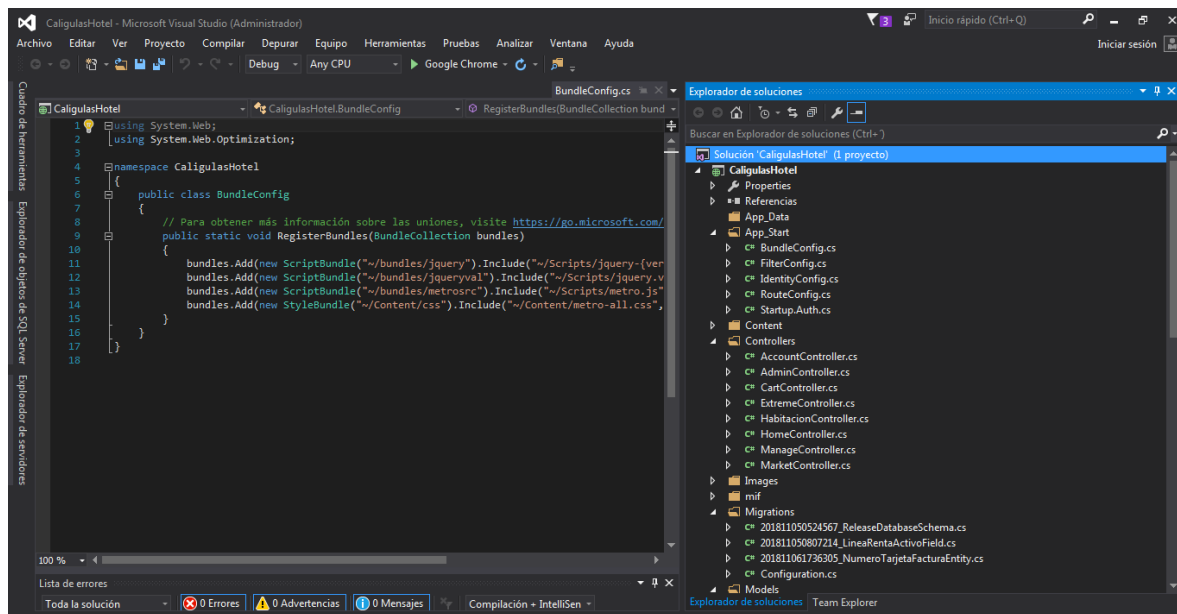 CaligulasHotel - Microsoft Visual Studio (Administrador)
3
Inicio rápido (Ctrl+Q)
Archivo Editar Ver Proyecto Compilar Depurar Equipo Herramientas Pruebas Analizar Ventana Ayuda
Iniciar sesión
Debug Any CPU Google Chrome
Cuadro de herramientas
Explorador de objetos de SQL Server
Explorador de servidores
BundleConfig.cs
CaligulasHotel CaligulasHotel.BundleConfig RegisterBundles(BundleCollection bund
1 using System.Web;
2 using System.Web.Optimization;
3
4 namespace CaligulasHotel
5 {
6 public class BundleConfig
7 {
8 // Para obtener más información sobre las uniones, visite https://go.microsoft.com/
9 public static void RegisterBundles(BundleCollection bundles)
10 {
11 bundles.Add(new ScriptBundle("~/bundles/jquery").Include("~/Scripts/jquery-{ver
12 bundles.Add(new ScriptBundle("~/bundles/jqueryval").Include("~/Scripts/jquery.v
13 bundles.Add(new ScriptBundle("~/bundles/metrosrc").Include("~/Scripts/metro.js"
14 bundles.Add(new StyleBundle("~/Content/css").Include("~/Content/metro-all.css",
15 }
16 }
17 }
18
100 %
Lista de errores
Toda la solución 0 Errores 0 Advertencias 0 Mensajes Compilación + IntelliSen
Explorador de soluciones
Buscar en Explorador de soluciones (Ctrl+´)
Solución 'CaligulasHotel' (1 proyecto)
CaligulasHotel
Properties
Referencias
App_Data
App_Start
C# BundleConfig.cs
C# FilterConfig.cs
C# IdentityConfig.cs
C# RouteConfig.cs
C# Startup.Auth.cs
Content
Controllers
C# AccountController.cs
C# AdminController.cs
C# CartController.cs
C# ExtremeController.cs
C# HabitacionController.cs
C# HomeController.cs
C# ManageController.cs
C# MarketController.cs
Images
mif
Migrations
C# 201811050524567_ReleaseDatabaseSchema.cs
C# 201811050807214_LineaRentaActivoField.cs
C# 201811061736305_NumeroTarjetaFacturaEntity.cs
C# Configuration.cs
Models
Explorador de soluciones Team Explorer